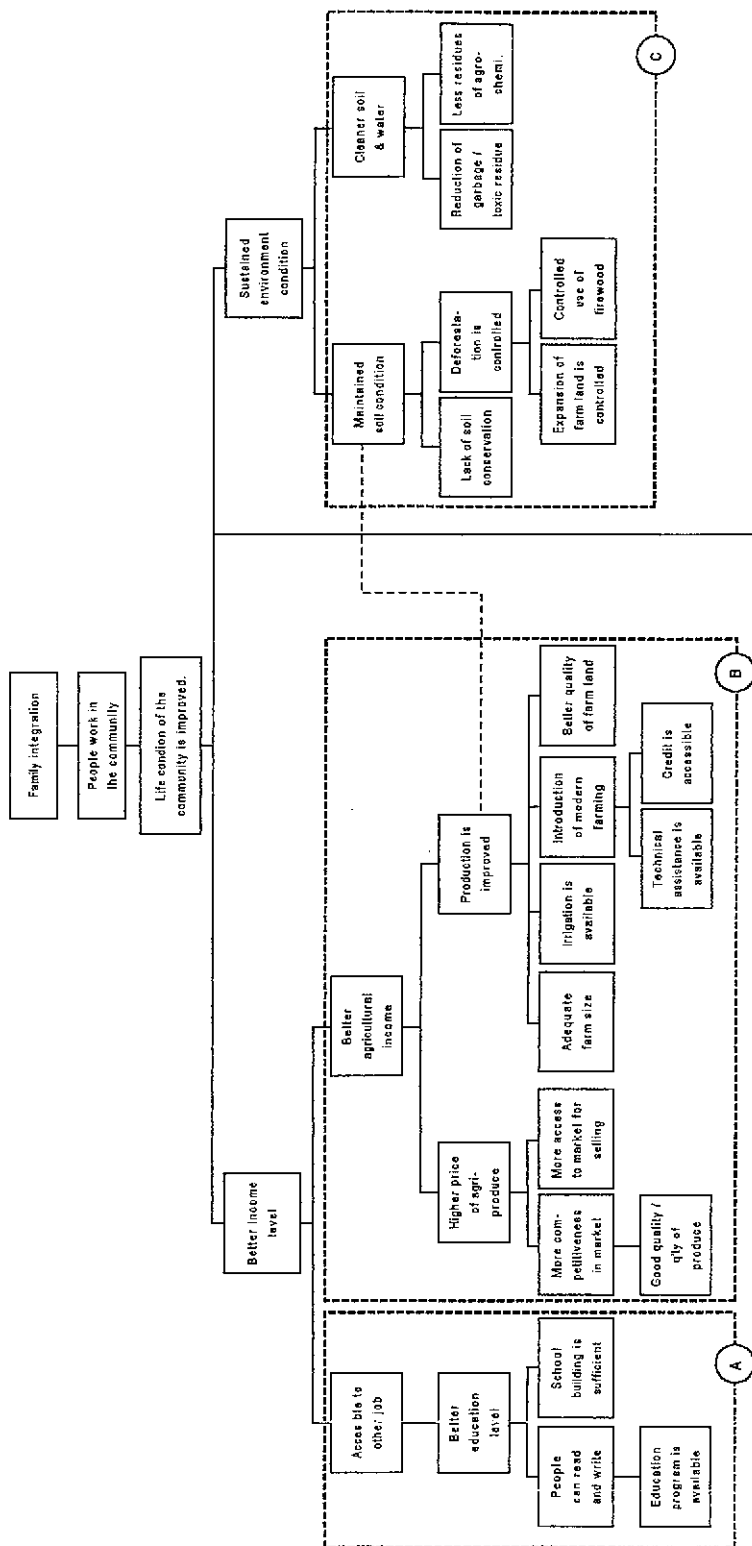 Family integration
People work in
the community
Life condion of the
community is improved.
Better income
level
Sustained
environment
condition
Acces ble to
other job
Better
agricultural
income
Maintained
soil condition
Cleaner soil
& water
Better
education
level
Higher price
of agri-
produce
Production is
improved
Lack of soil
conservation
Deforesta-
tion is
controlled
Reduction of
garbage /
toxic residue
Less residues
of agro-
chemi.
People
can read
and write
School
building is
sufficient
More com-
petitiveness
in market
More access
to market for
selling
Adequate
farm size
Irrigation is
available
Introduction
of modern
farming
Better quality
of farm land
Expansion of
farm land is
controlled
Controlled
use of
firewood
Education
program is
available
Good quality /
q'ty of
produce
Technical
assistance is
available
Credit is
accessible
A
B
C